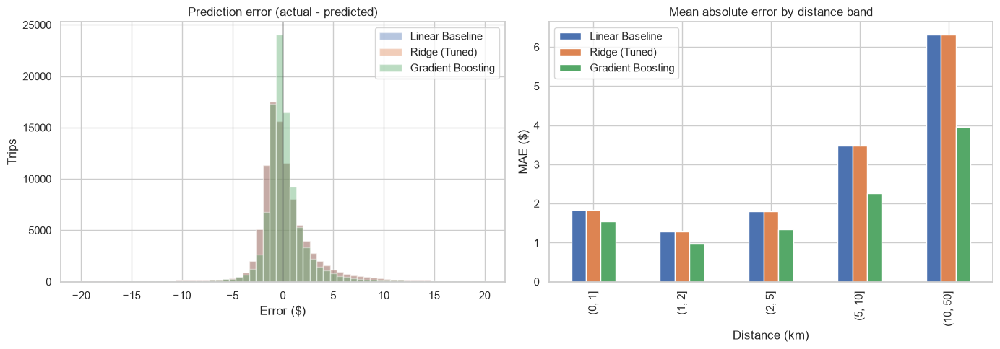 Prediction error (actual - predicted)
25000
20000
15000
10000
5000
0
Trips
Linear Baseline
Ridge (Tuned)
Gradient Boosting
−20
−15
−10
−5
0
5
10
15
20
Error ($)
Mean absolute error by distance band
6
5
4
3
2
1
0
MAE ($)
Linear Baseline
Ridge (Tuned)
Gradient Boosting
(0, 1]
(1, 2]
(2, 5]
(5, 10]
(10, 50]
Distance (km)